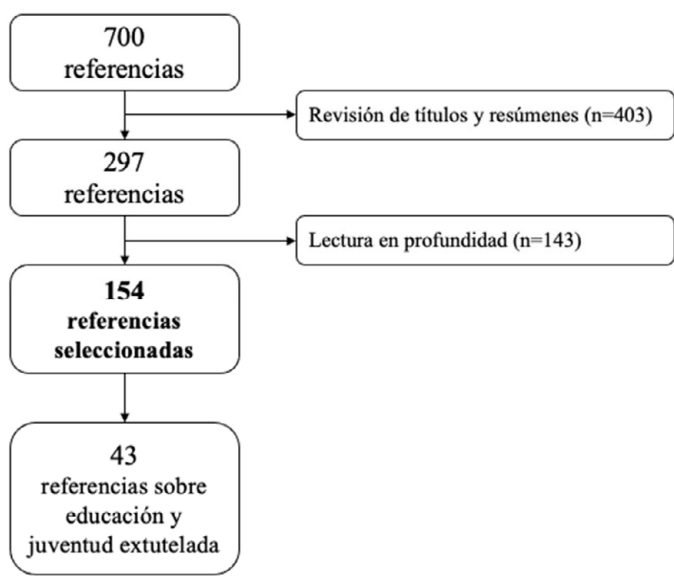 700
referencias
Revisión de títulos y resúmenes (n=403)
297
referencias
Lectura en profundidad (n=143)
154
referencias
seleccionadas
43
referencias sobre
educación y
juventud extutelada